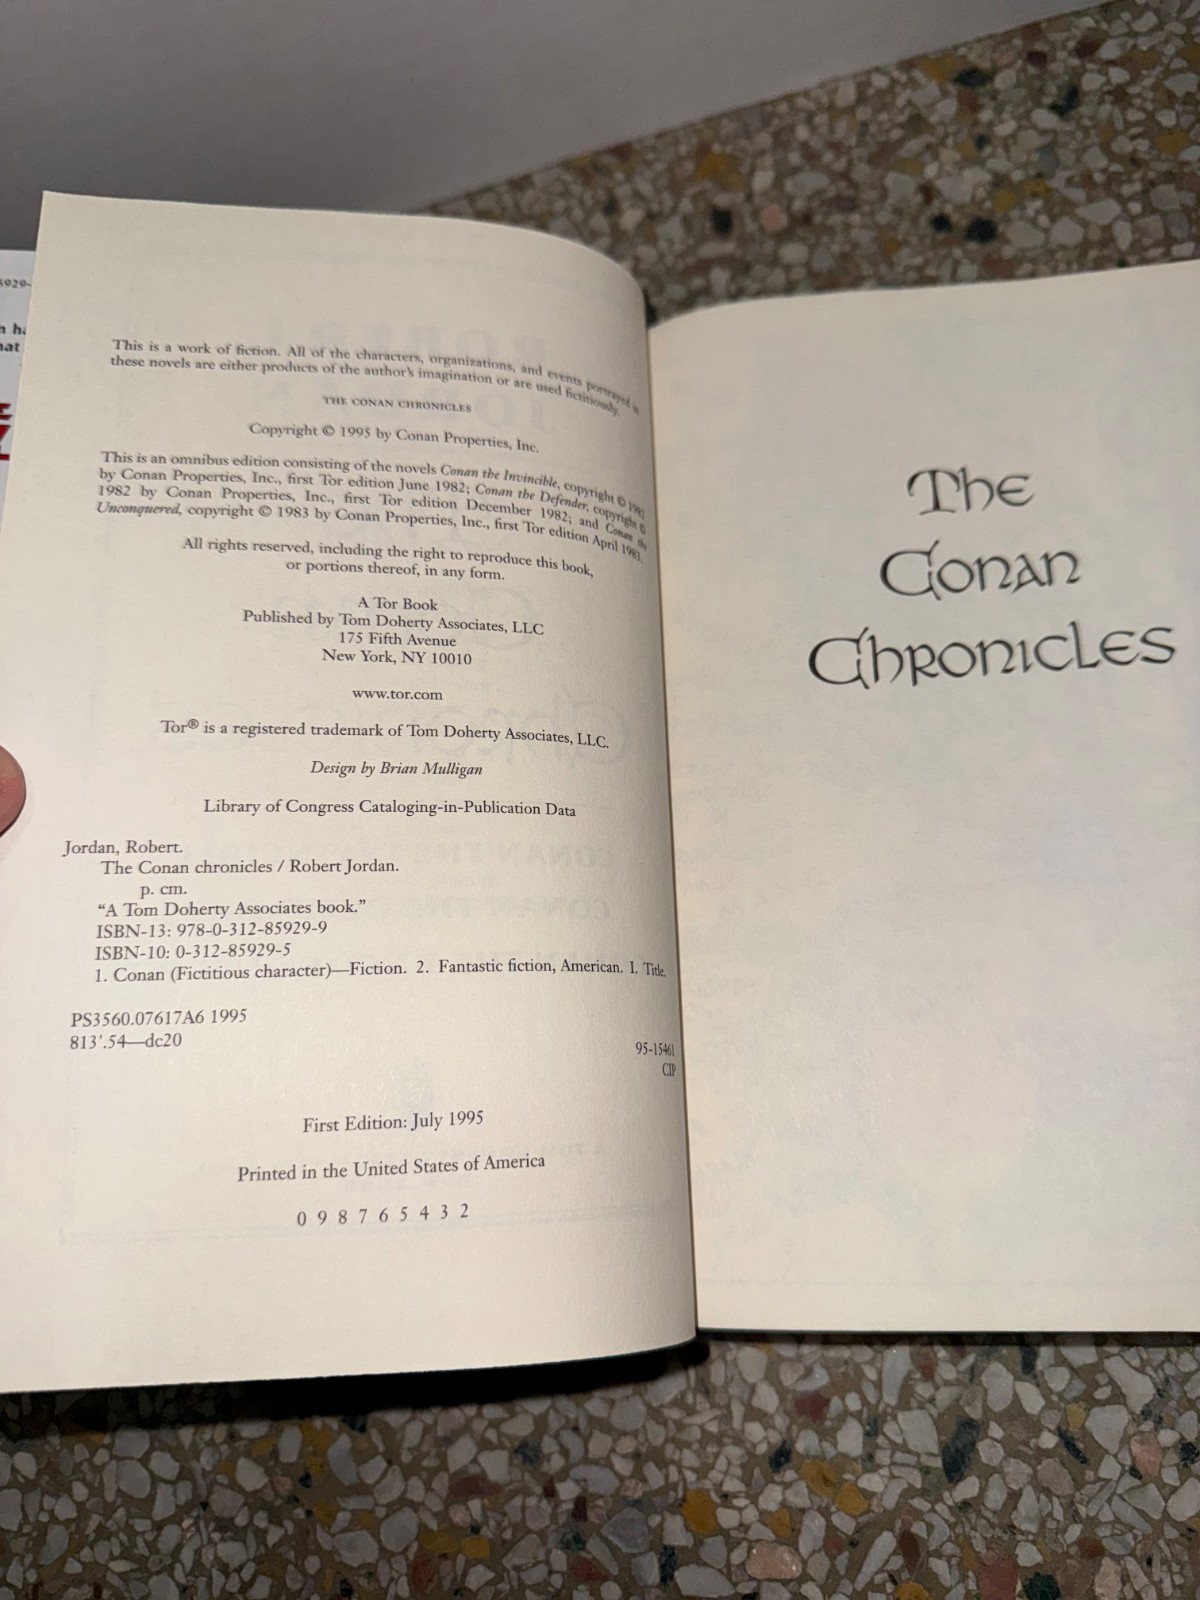 5929-
n ha
nat
This is a work of fiction. All of the characters, organizations, and events portrayed in
these novels are either products of the author's imagination or are used fictitiously.
THE CONAN CHRONICLES
Copyright © 1995 by Conan Properties, Inc.
This is an omnibus edition consisting of the novels Conan the Invincible, copyright © 1982
by Conan Properties, Inc., first Tor edition June 1982; Conan the Defender, copyright ©
1982 by Conan Properties, Inc., first Tor edition December 1982; and Conan the
Unconquered, copyright © 1983 by Conan Properties, Inc., first Tor edition April 1983.
All rights reserved, including the right to reproduce this book,
or portions thereof, in any form.
A Tor Book
Published by Tom Doherty Associates, LLC
175 Fifth Avenue
New York, NY 10010
www.tor.com
Tor® is a registered trademark of Tom Doherty Associates, LLC.
Design by Brian Mulligan
Library of Congress Cataloging-in-Publication Data
Jordan, Robert.
The Conan chronicles / Robert Jordan.
p. cm.
"A Tom Doherty Associates book."
ISBN-13: 978-0-312-85929-9
ISBN-10: 0-312-85929-5
1. Conan (Fictitious character)—Fiction. 2. Fantastic fiction, American. I. Title.
PS3560.07617A6 1995
813'.54—dc20
95-15461
CIP
First Edition: July 1995
Printed in the United States of America
0 9 8 7 6 5 4 3 2
The
Conan
Chronicles